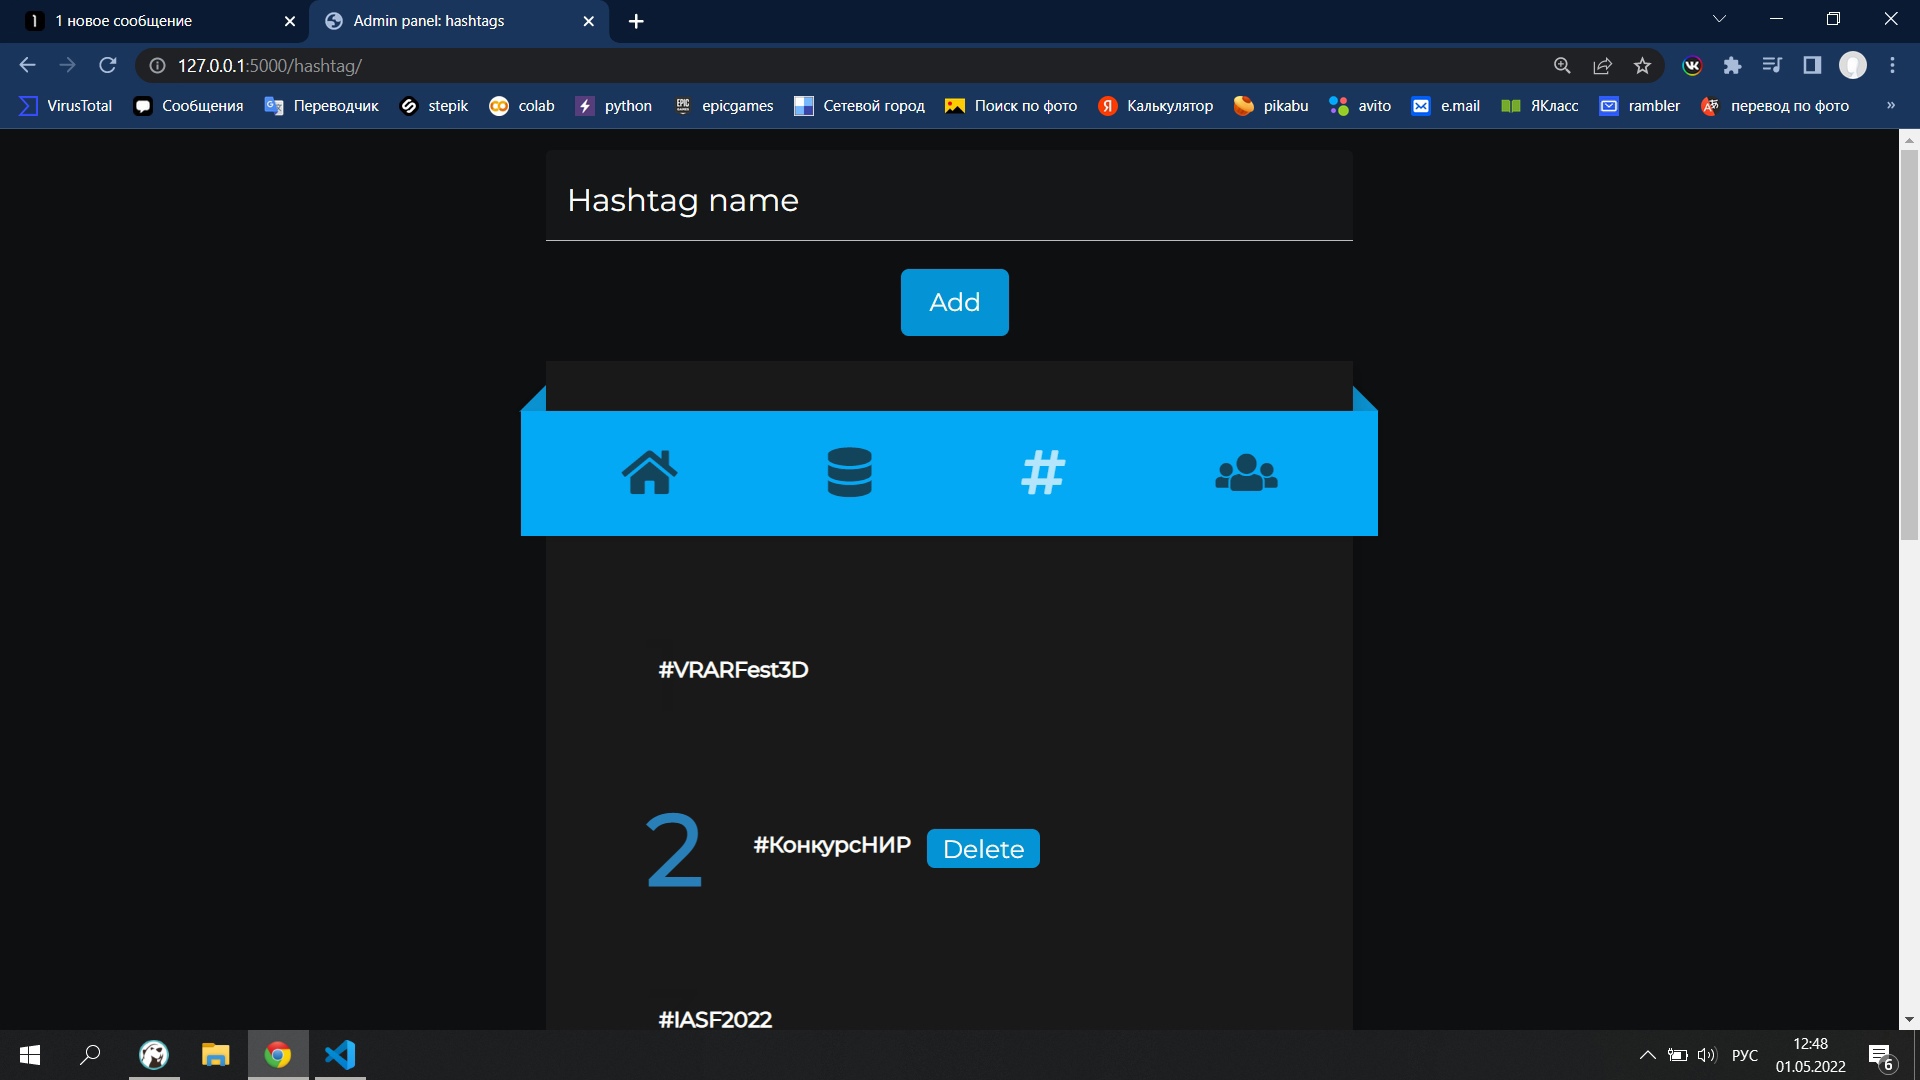 1 новое сообщение
Admin panel: hashtags
127.0.0.1:5000/hashtag/
VirusTotal Сообщения Переводчик stepik colab python epicgames Сетевой город Поиск по фото Калькулятор pikabu avito e.mail ЯКласс rambler перевод по фото »
Hashtag name
Add
#
#VRARFest3D
2 #КонкурсНИР Delete
#IASF2022
РУС
12:48
01.05.2022
6